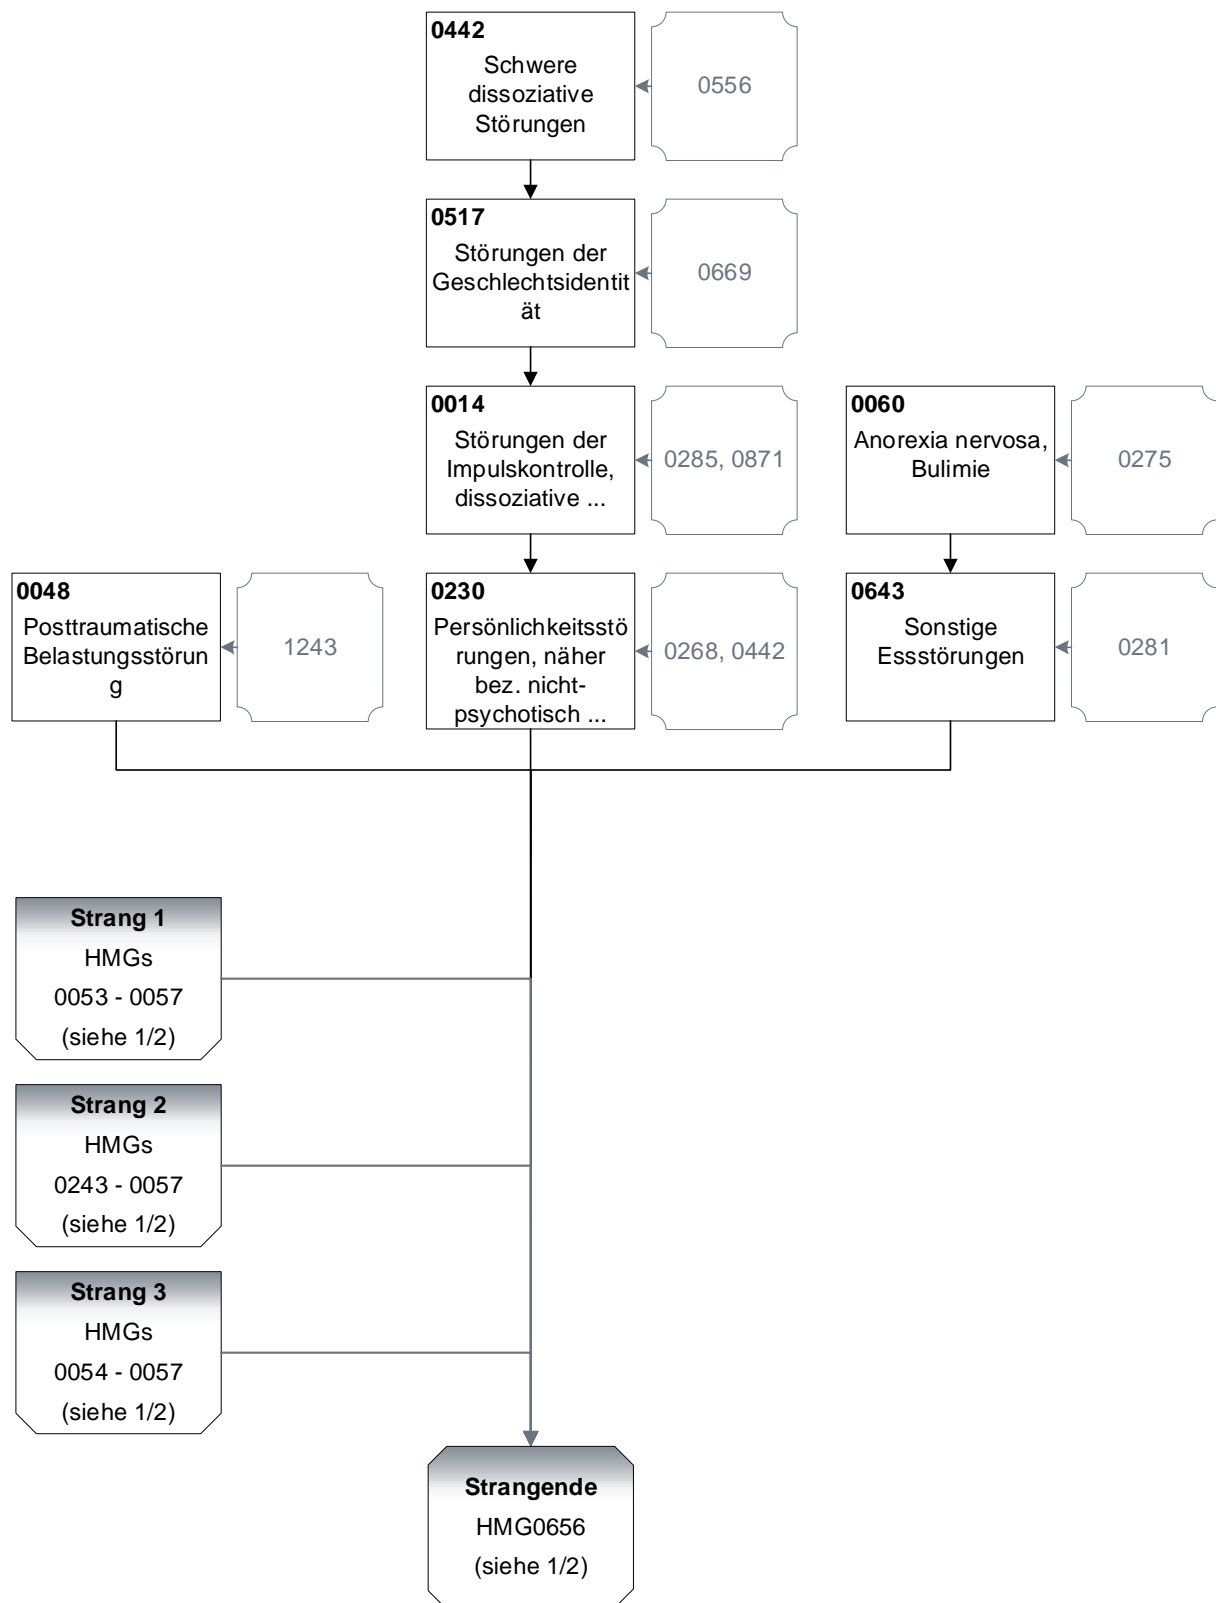 0442
Schwere
dissoziative
Störungen
0556
0517
Störungen der
Geschlechtsidentit
ät
0669
0014
Störungen der
Impulskontrolle,
dissoziative ...
0285, 0871
0060
Anorexia nervosa,
Bulimie
0275
0048
Posttraumatische
Belastungsstörun
g
1243
0230
Persönlichkeitsstö
rungen, näher
bez. nicht-
psychotisch ...
0268, 0442
0643
Sonstige
Essstörungen
0281
Strang 1
HMGs
0053 - 0057
(siehe 1/2)
Strang 2
HMGs
0243 - 0057
(siehe 1/2)
Strang 3
HMGs
0054 - 0057
(siehe 1/2)
Strangende
HMG0656
(siehe 1/2)